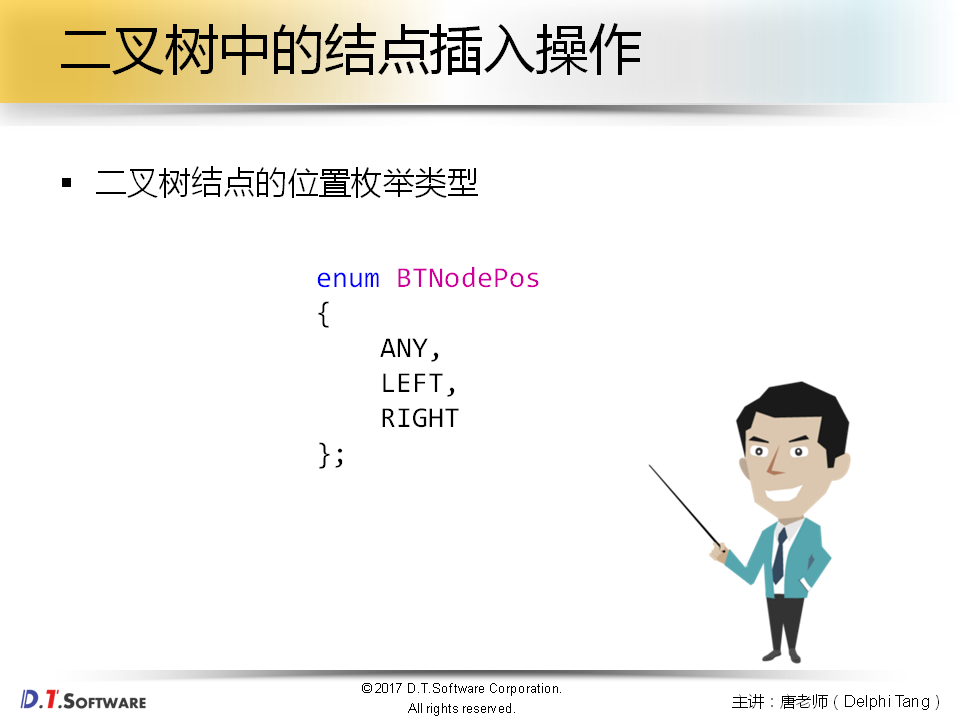 二叉树中的结点插入操作
▪ 二叉树结点的位置枚举类型
enum BTNodePos
{
    ANY,
    LEFT,
    RIGHT
};
D.T.SOFTWARE
©2017 D.T.Software Corporation.
All rights reserved.
主讲：唐老师（Delphi Tang）